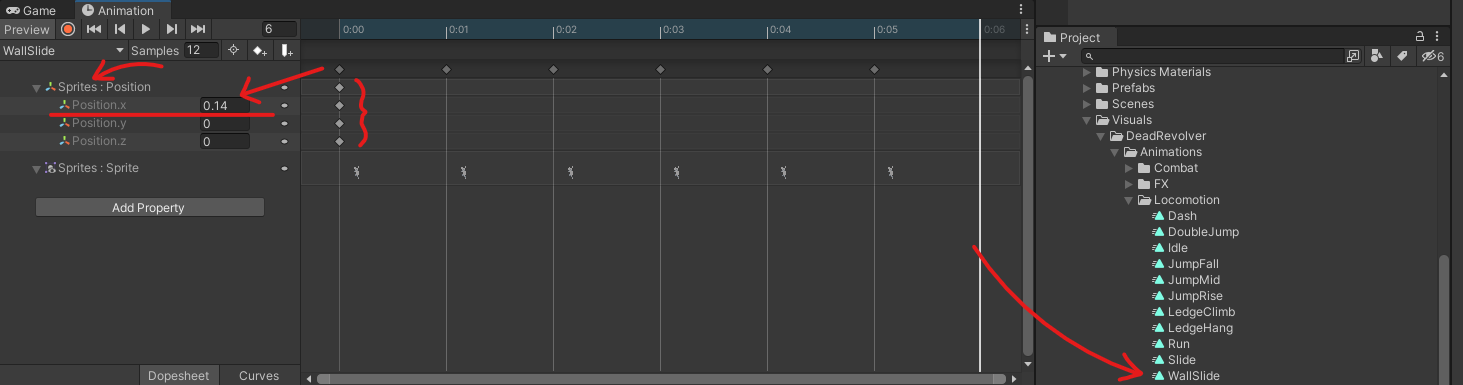 Game
Animation
Preview
6
0:00
0:01
0:02
0:03
0:04
0:05
0:06
WallSlide
Samples
12
Sprites : Position
Position.x
0.14
Position.y
0
Position.z
0
Sprites : Sprite
Add Property
Dopesheet
Curves
Project
6
Physics Materials
Prefabs
Scenes
Visuals
DeadRevolver
Animations
Combat
FX
Locomotion
Dash
DoubleJump
Idle
JumpFall
JumpMid
JumpRise
LedgeClimb
LedgeHang
Run
Slide
WallSlide